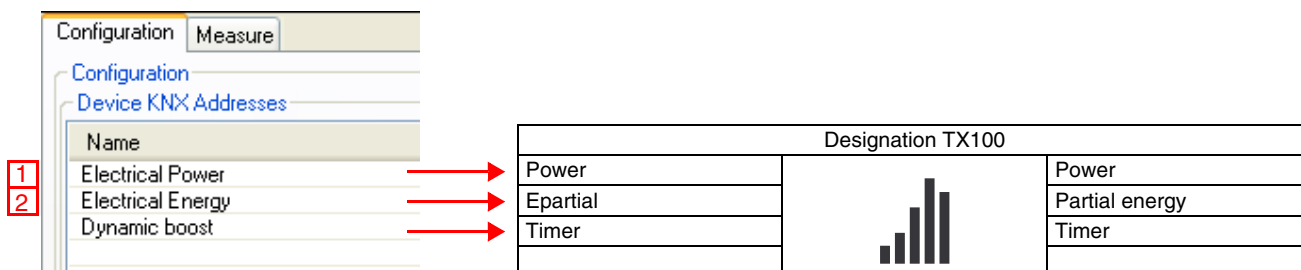 Configuration Measure
Configuration
Device KNX Addresses
Name
Designation TX100
1 Electrical Power Power Power
2 Electrical Energy Epartial Partial energy
Dynamic boost Timer Timer